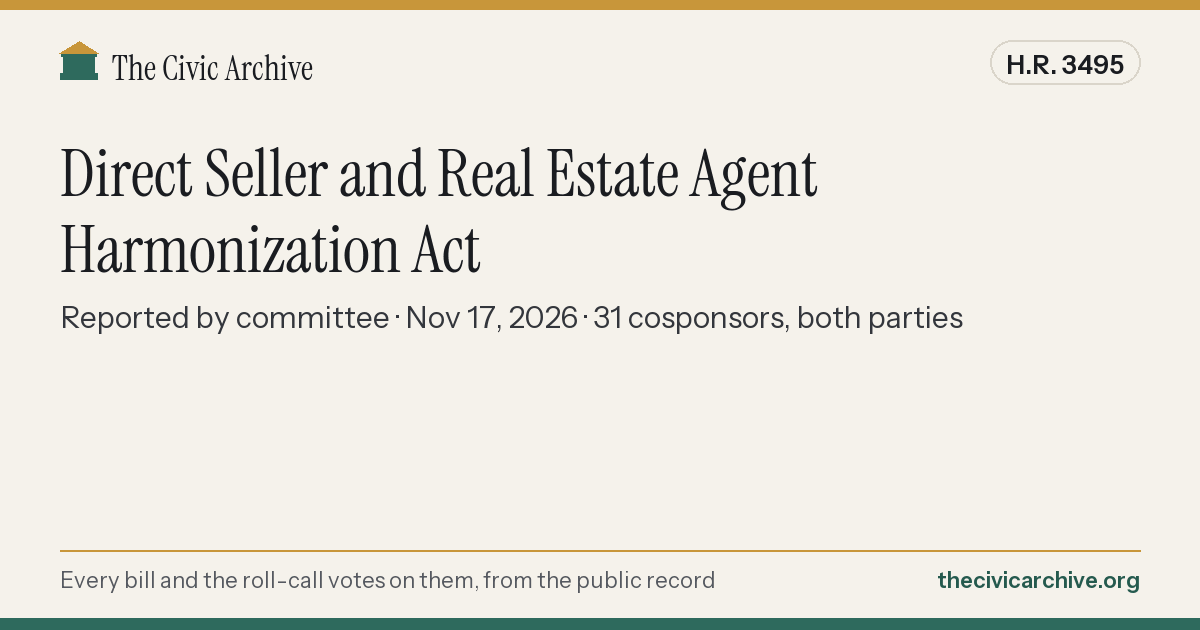 The Civic Archive
H.R. 3495
Direct Seller and Real Estate Agent
Harmonization Act
Reported by committee · Nov 17, 2026 · 31 cosponsors, both parties
Every bill and the roll-call votes on them, from the public record
thecivicarchive.org